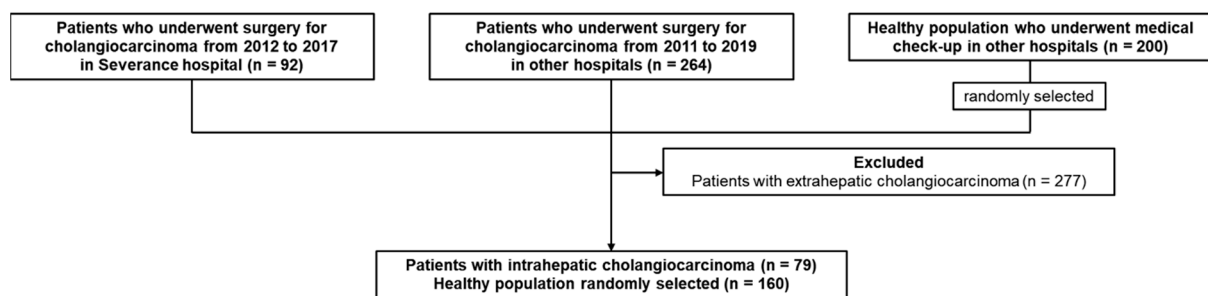 Patients who underwent surgery for
cholangiocarcinoma from 2012 to 2017
in Severance hospital (n = 92)
Patients who underwent surgery for
cholangiocarcinoma from 2011 to 2019
in other hospitals (n = 264)
Healthy population who underwent medical
check-up in other hospitals (n = 200)
randomly selected
Excluded
Patients with extrahepatic cholangiocarcinoma (n = 277)
Patients with intrahepatic cholangiocarcinoma (n = 79)
Healthy population randomly selected (n = 160)